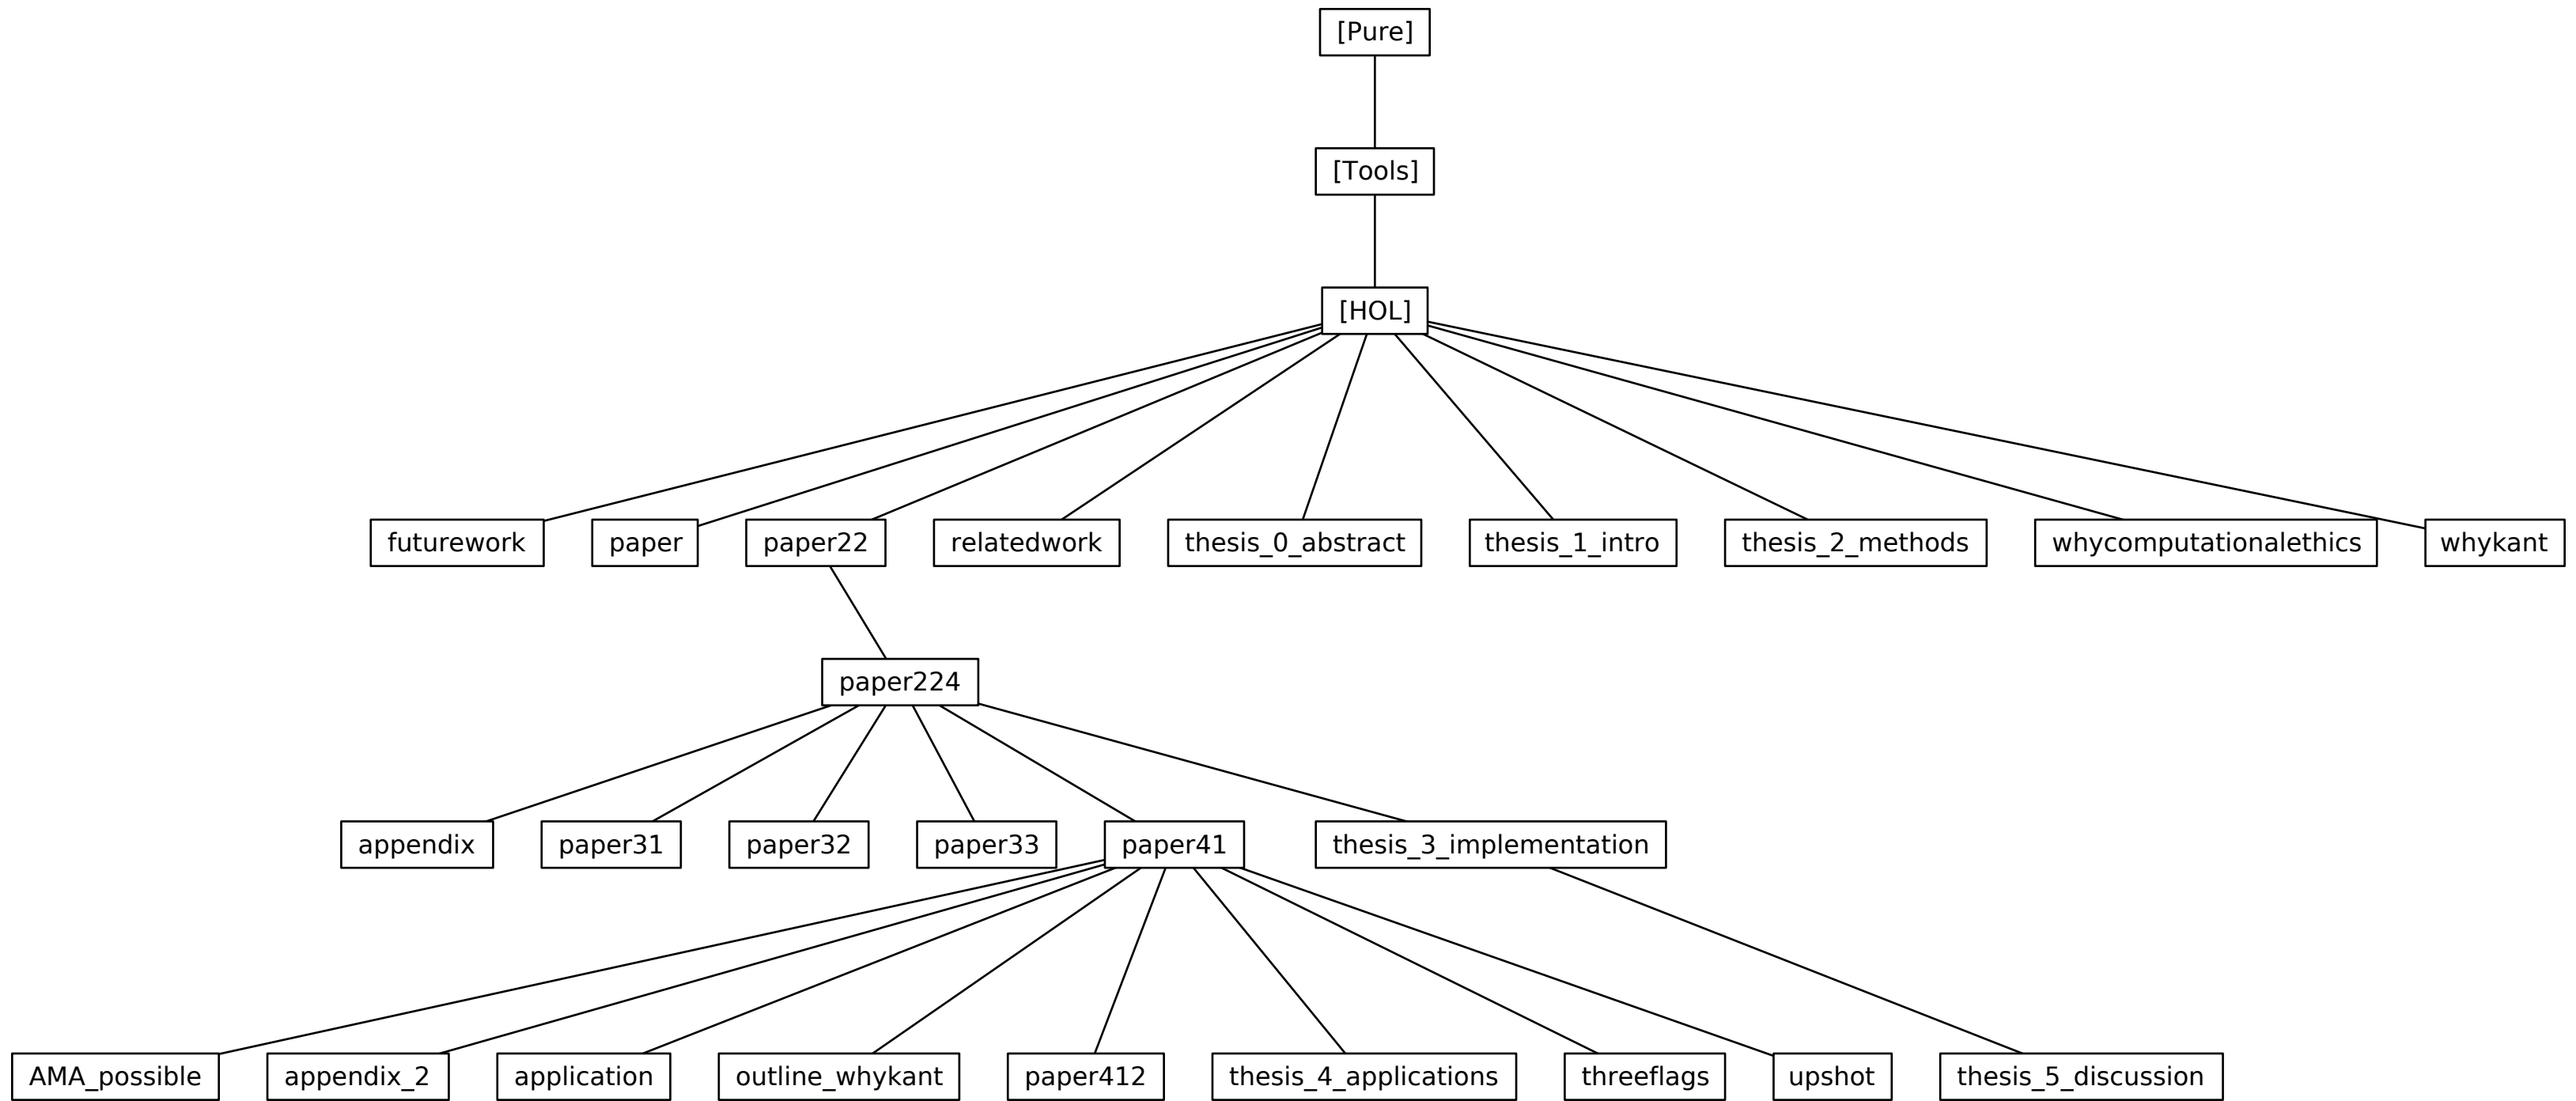 [Pure]
[Tools]
[HOL]
futurework
paper
paper22
relatedwork
thesis_0_abstract
thesis_1_intro
thesis_2_methods
whycomputationalethics
whykant
paper224
appendix
paper31
paper32
paper33
paper41
thesis_3_implementation
AMA_possible
appendix_2
application
outline_whykant
paper412
thesis_4_applications
threeflags
upshot
thesis_5_discussion